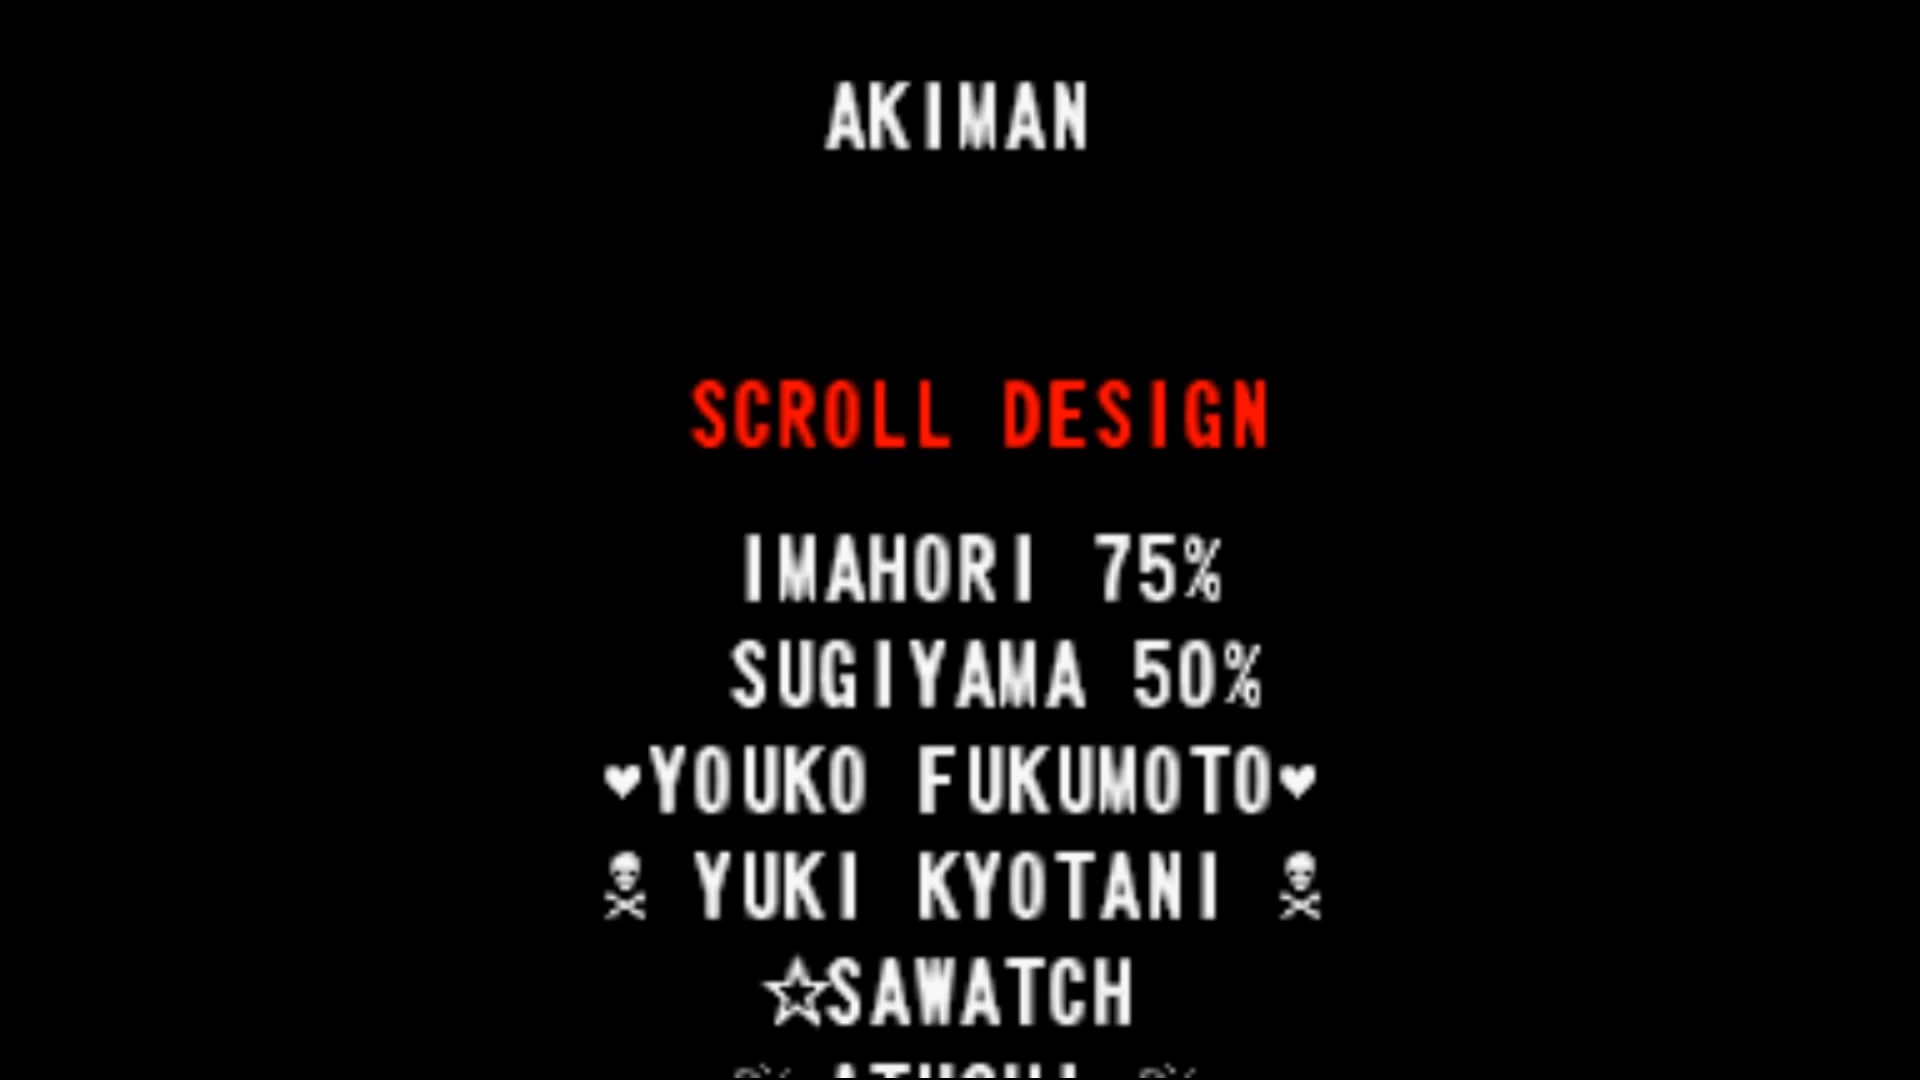 AKIMAN
SCROLL DESIGN
IMAHORI 75%
SUGIYAMA 50%
♥YOUKO FUKUMOTO♥
☠ YUKI KYOTANI ☠
☆SAWATCH